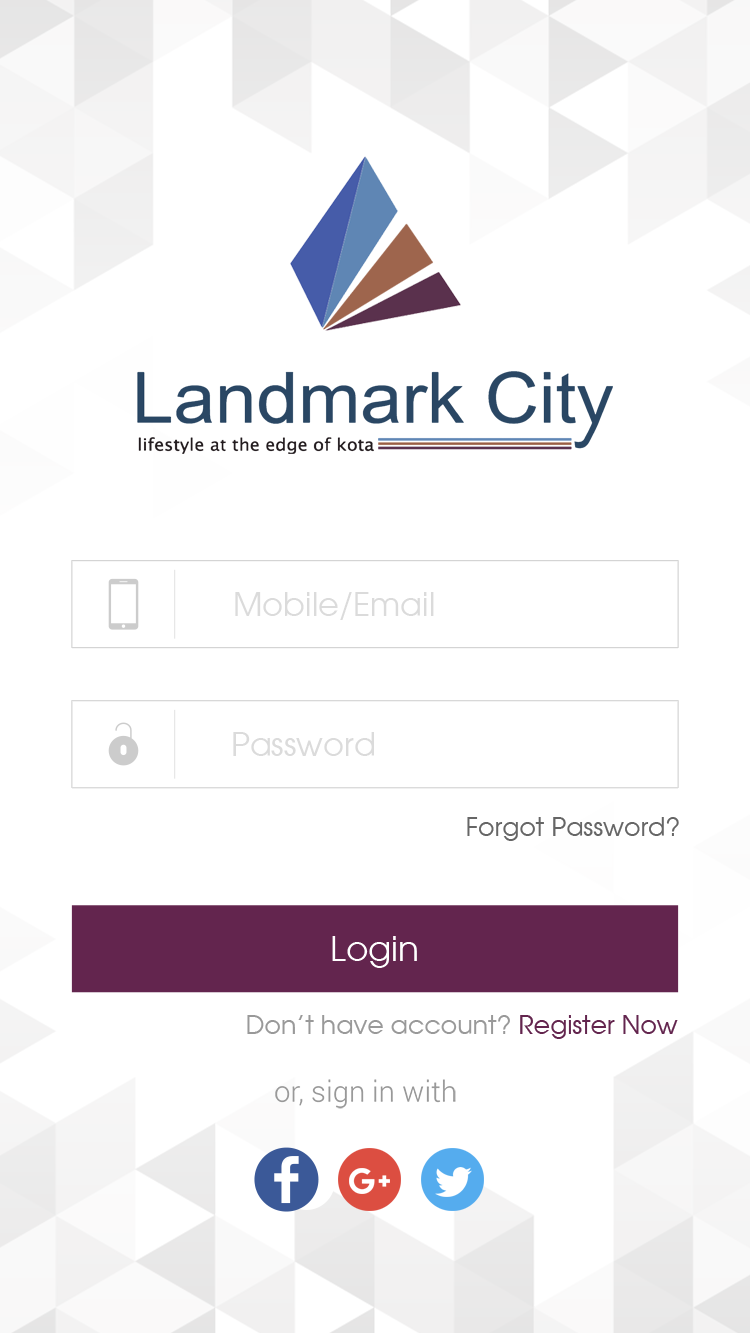 Landmark City
lifestyle at the edge of kota
Mobile/Email
Password
Forgot Password?
Login
Don't have account? Register Now
or, sign in with
f G+